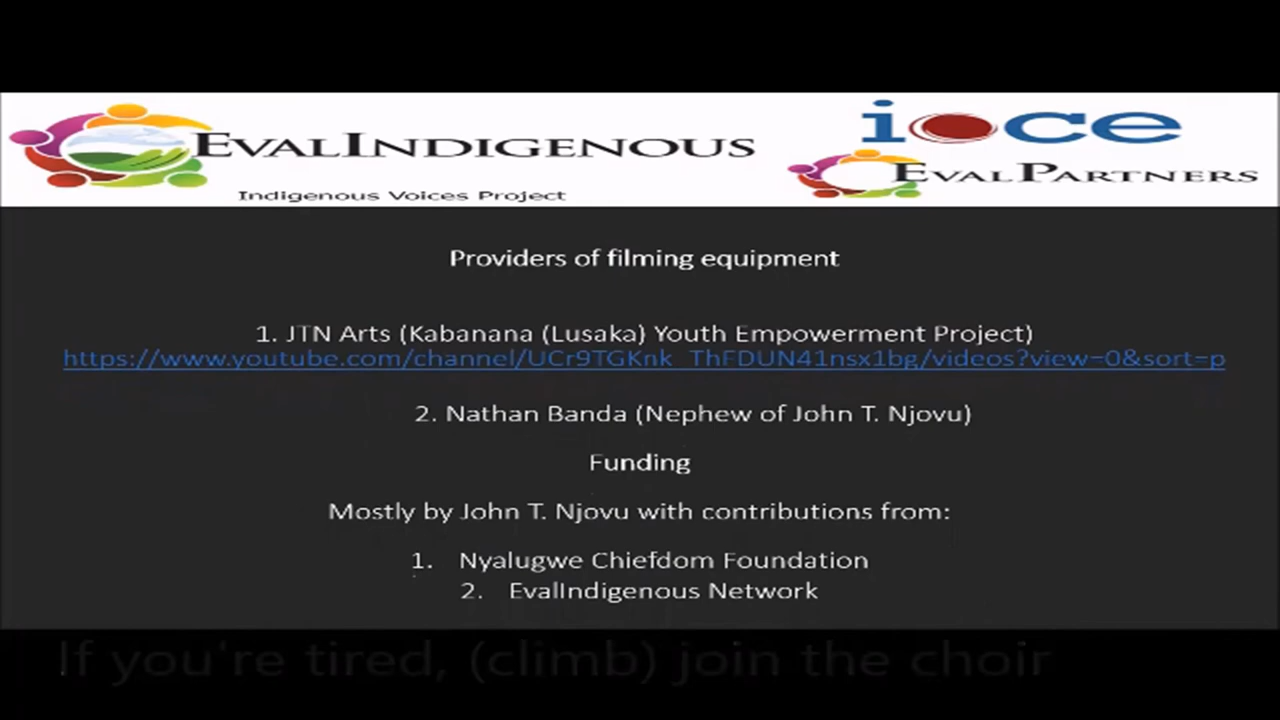 EVALINDIGENOUS
Indigenous Voices Project
ioce
EVALPARTNERS
Providers of filming equipment
1. JTN Arts (Kabanana (Lusaka) Youth Empowerment Project)
https://www.youtube.com/channel/UCr9TGKnk_ThFDUN41nsx1bg/videos?view=0&sort=p
2. Nathan Banda (Nephew of John T. Njovu)
Funding
Mostly by John T. Njovu with contributions from:
1. Nyalugwe Chiefdom Foundation
2. EvalIndigenous Network
If you're tired, (climb) join the choir